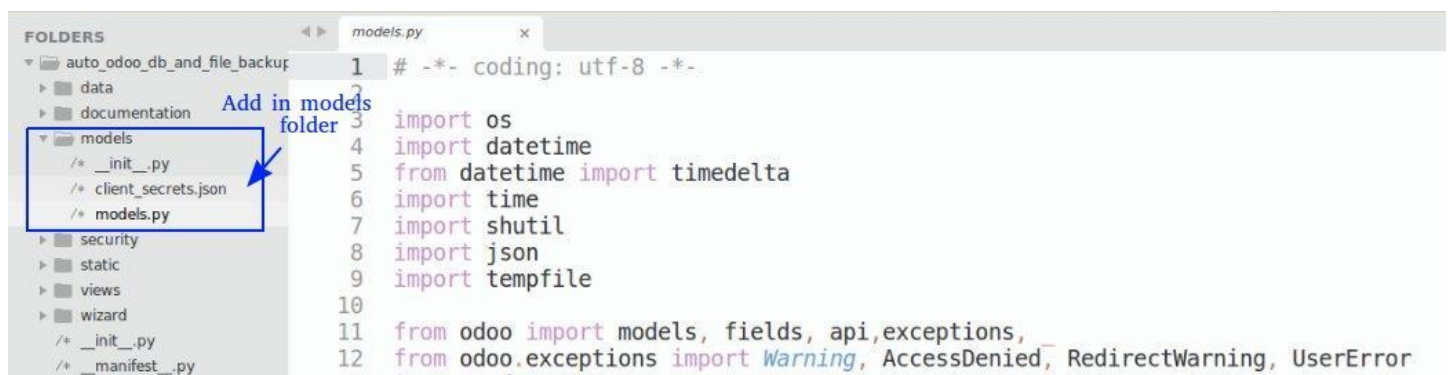 FOLDERS
auto_odoo_db_and_file_backup
data
documentation
models
/* __init__.py
/* client_secrets.json
/* models.py
security
static
views
wizard
/* __init__.py
/* __manifest__.py
Add in models
folder
models.py ×
1 # -*- coding: utf-8 -*-
2
3 import os
4 import datetime
5 from datetime import timedelta
6 import time
7 import shutil
8 import json
9 import tempfile
10
11 from odoo import models, fields, api,exceptions, _
12 from odoo.exceptions import Warning, AccessDenied, RedirectWarning, UserError